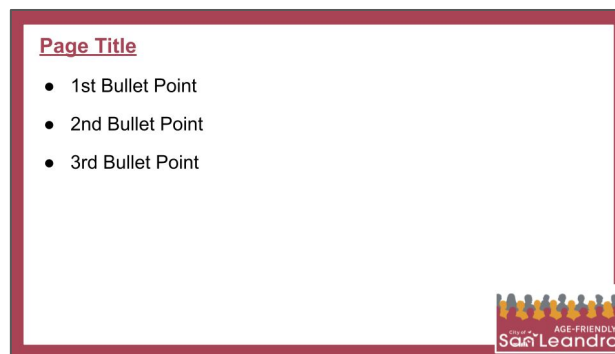 Page Title
● 1st Bullet Point
● 2nd Bullet Point
● 3rd Bullet Point
AGE-FRIENDLY
City of
San Leandro